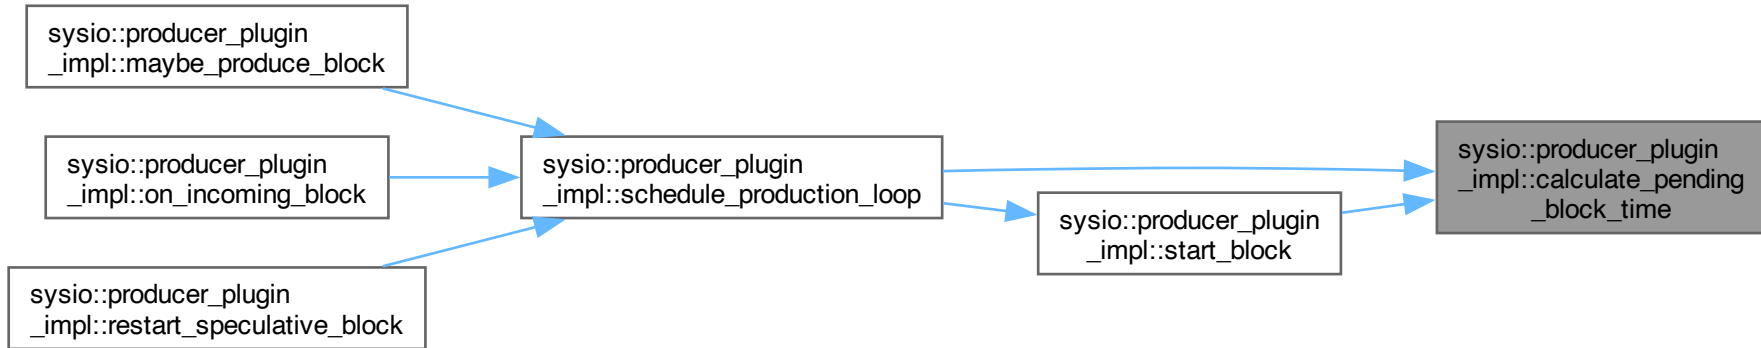 sysio::producer_plugin
_impl::maybe_produce_block
sysio::producer_plugin
_impl::on_incoming_block
sysio::producer_plugin
_impl::restart_speculative_block
sysio::producer_plugin
_impl::schedule_production_loop
sysio::producer_plugin
_impl::start_block
sysio::producer_plugin
_impl::calculate_pending
_block_time